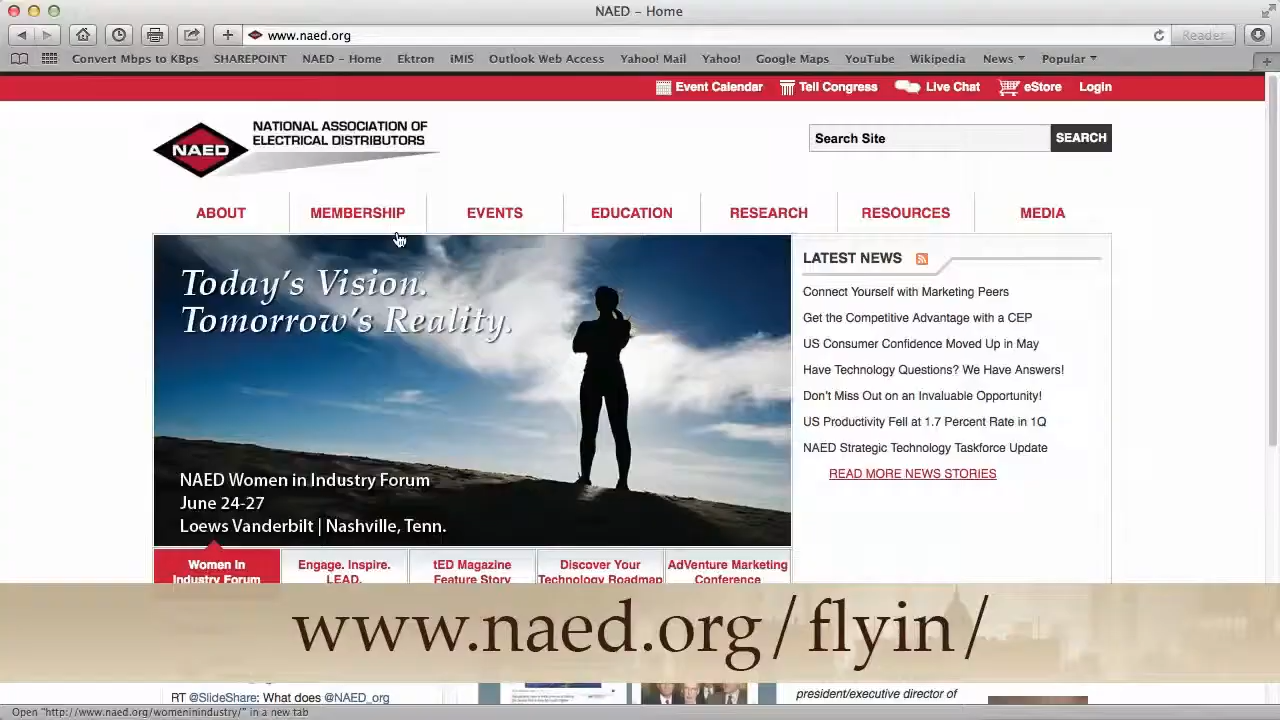 NAED – Home
www.naed.org
Reader
Convert Mbps to KBps SHAREPOINT NAED – Home Ektron iMIS Outlook Web Access Yahoo! Mail Yahoo! Google Maps YouTube Wikipedia News Popular
Event Calendar Tell Congress Live Chat eStore Login
NAED
NATIONAL ASSOCIATION OF
ELECTRICAL DISTRIBUTORS
Search Site SEARCH
ABOUT MEMBERSHIP EVENTS EDUCATION RESEARCH RESOURCES MEDIA
Today's Vision.
Tomorrow's Reality.
NAED Women in Industry Forum
June 24-27
Loews Vanderbilt | Nashville, Tenn.
LATEST NEWS
Connect Yourself with Marketing Peers
Get the Competitive Advantage with a CEP
US Consumer Confidence Moved Up in May
Have Technology Questions? We Have Answers!
Don't Miss Out on an Invaluable Opportunity!
US Productivity Fell at 1.7 Percent Rate in 1Q
NAED Strategic Technology Taskforce Update
READ MORE NEWS STORIES
Women In
Industry Forum
Engage. Inspire.
LEAD.
tED Magazine
Feature Story
Discover Your
Technology Roadmap
AdVenture Marketing
Conference
www.naed.org/flyin/
RT @SlideShare: What does @NAED_org
president/executive director
Open "http://www.naed.org/womeninindustry/" in a new tab